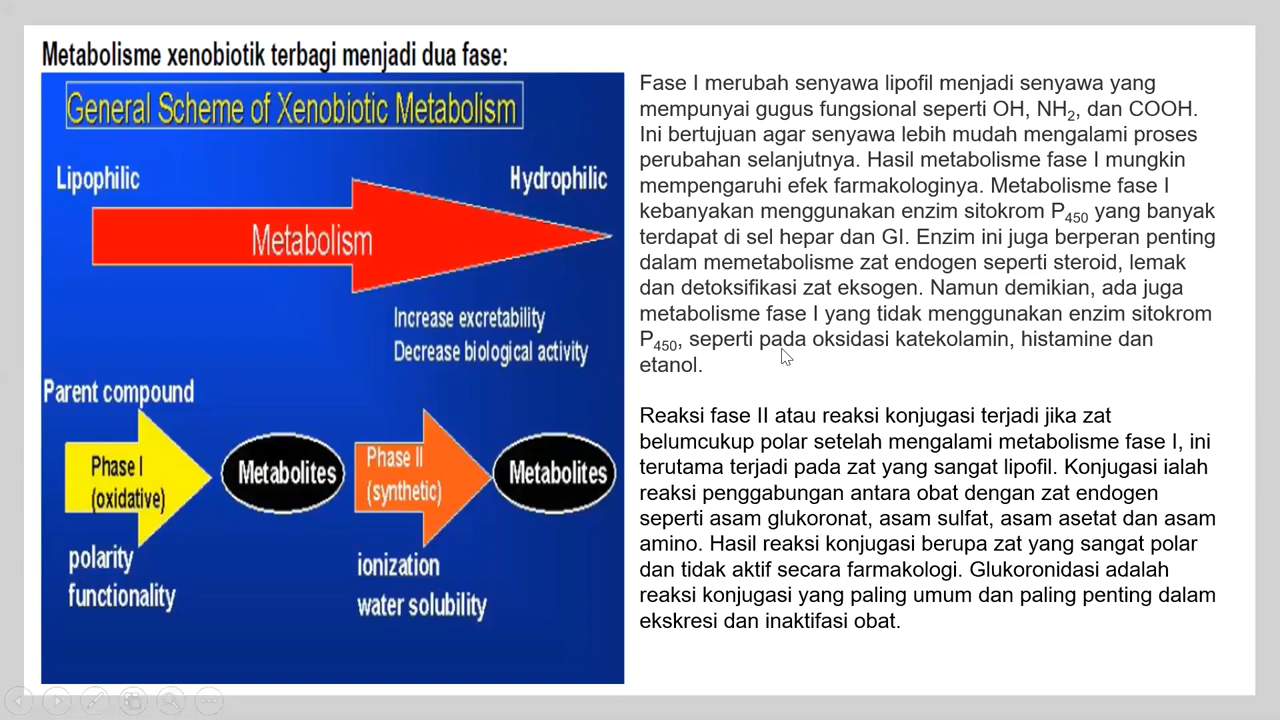 Metabolisme xenobiotik terbagi menjadi dua fase:
General Scheme of Xenobiotic Metabolism
Lipophilic
Hydrophilic
Metabolism
Increase excretability
Decrease biological activity
Parent compound
Phase I
(oxidative)
Metabolites
Phase II
(synthetic)
Metabolites
polarity
functionality
ionization
water solubility
Fase I merubah senyawa lipofil menjadi senyawa yang
mempunyai gugus fungsional seperti OH, NH₂, dan COOH.
Ini bertujuan agar senyawa lebih mudah mengalami proses
perubahan selanjutnya. Hasil metabolisme fase I mungkin
mempengaruhi efek farmakologinya. Metabolisme fase I
kebanyakan menggunakan enzim sitokrom P₄₅₀ yang banyak
terdapat di sel hepar dan GI. Enzim ini juga berperan penting
dalam memetabolisme zat endogen seperti steroid, lemak
dan detoksifikasi zat eksogen. Namun demikian, ada juga
metabolisme fase I yang tidak menggunakan enzim sitokrom
P₄₅₀, seperti pada oksidasi katekolamin, histamine dan
etanol.
Reaksi fase II atau reaksi konjugasi terjadi jika zat
belumcukup polar setelah mengalami metabolisme fase I, ini
terutama terjadi pada zat yang sangat lipofil. Konjugasi ialah
reaksi penggabungan antara obat dengan zat endogen
seperti asam glukoronat, asam sulfat, asam asetat dan asam
amino. Hasil reaksi konjugasi berupa zat yang sangat polar
dan tidak aktif secara farmakologi. Glukoronidasi adalah
reaksi konjugasi yang paling umum dan paling penting dalam
ekskresi dan inaktifasi obat.